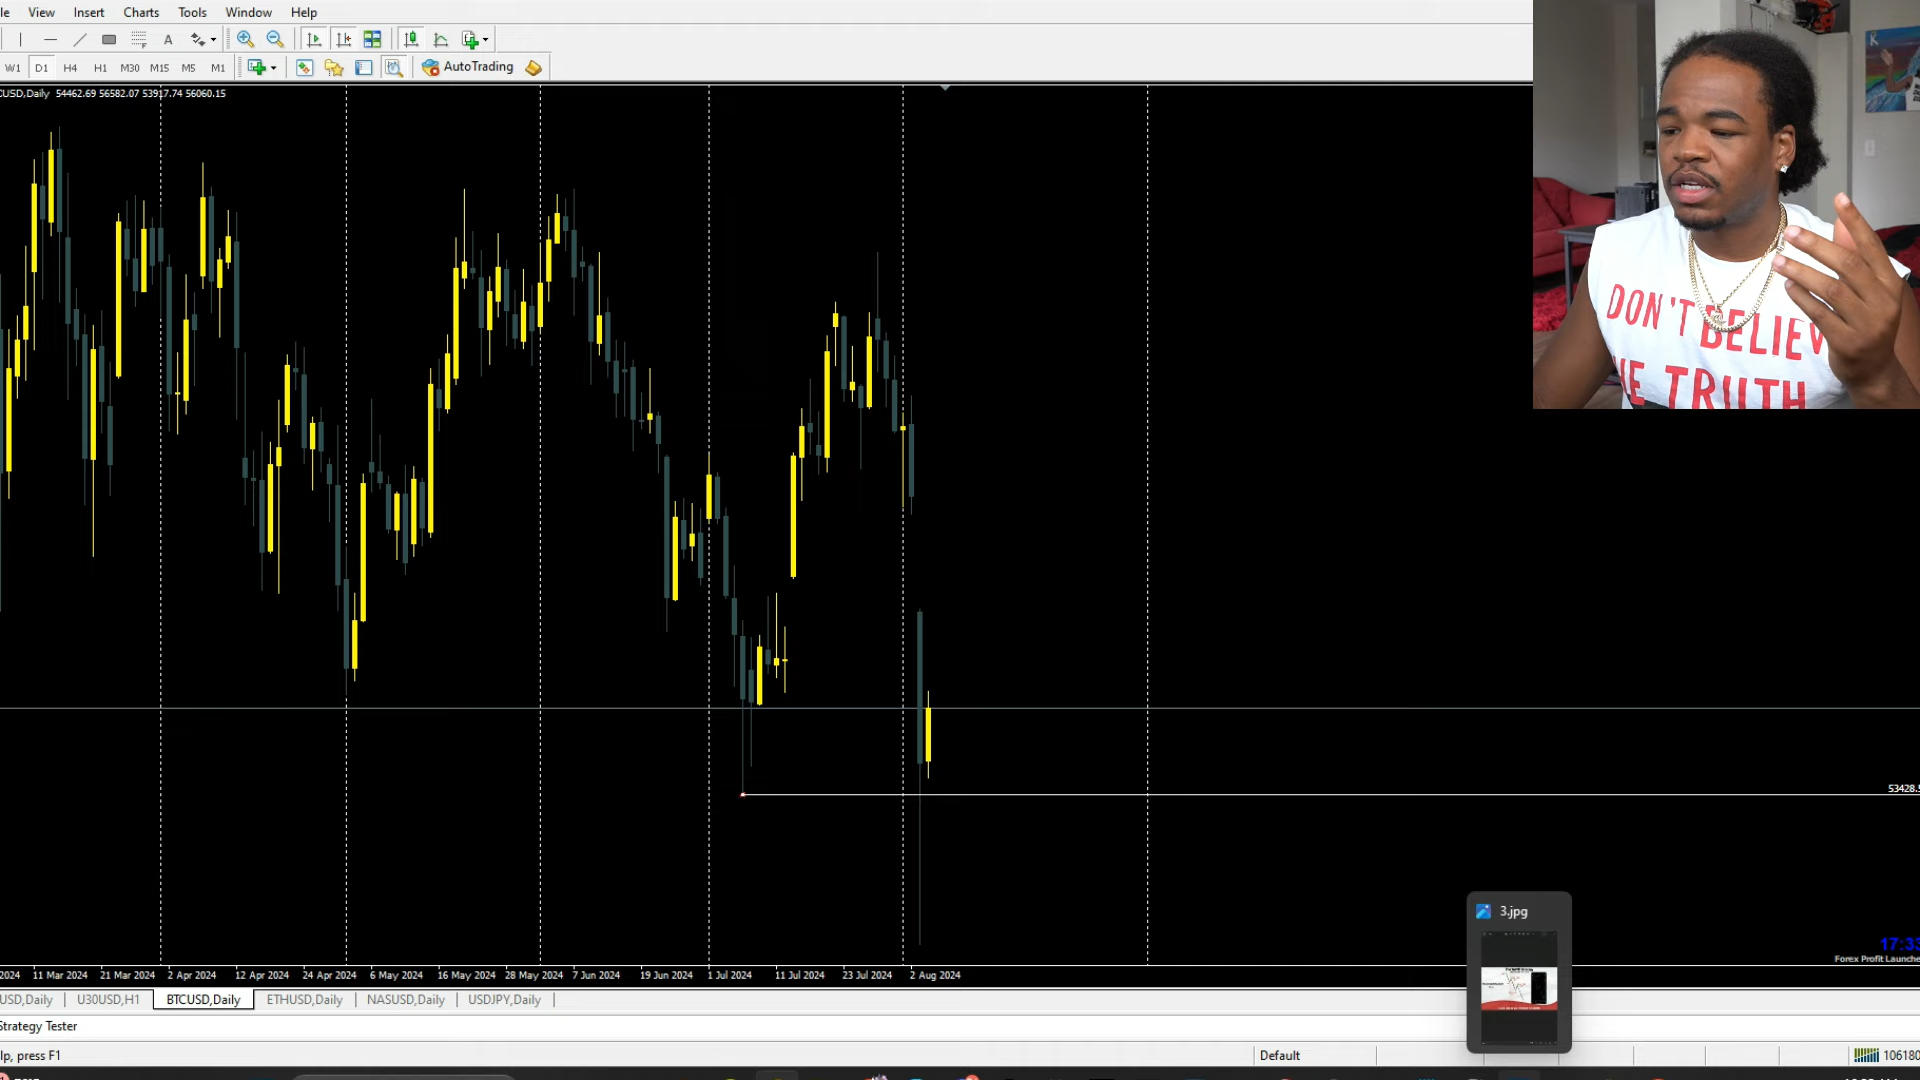 le View Insert Charts Tools Window Help
A
W1 D1 H4 H1 M30 M15 M5 M1 AutoTrading
CUSD,Daily 54462.69 56582.07 53917.74 56060.15
K
DON'T BELIEV
HE TRUTH
53428.5
3.jpg
17:33
Forex Profit Launche
2024 11 Mar 2024 21 Mar 2024 2 Apr 2024 12 Apr 2024 24 Apr 2024 6 May 2024 16 May 2024 28 May 2024 7 Jun 2024 19 Jun 2024 1 Jul 2024 11 Jul 2024 23 Jul 2024 2 Aug 2024
USD,Daily U30USD,H1 BTCUSD,Daily ETHUSD,Daily NASUSD,Daily USDJPY,Daily
Strategy Tester
lp, press F1 Default 106180